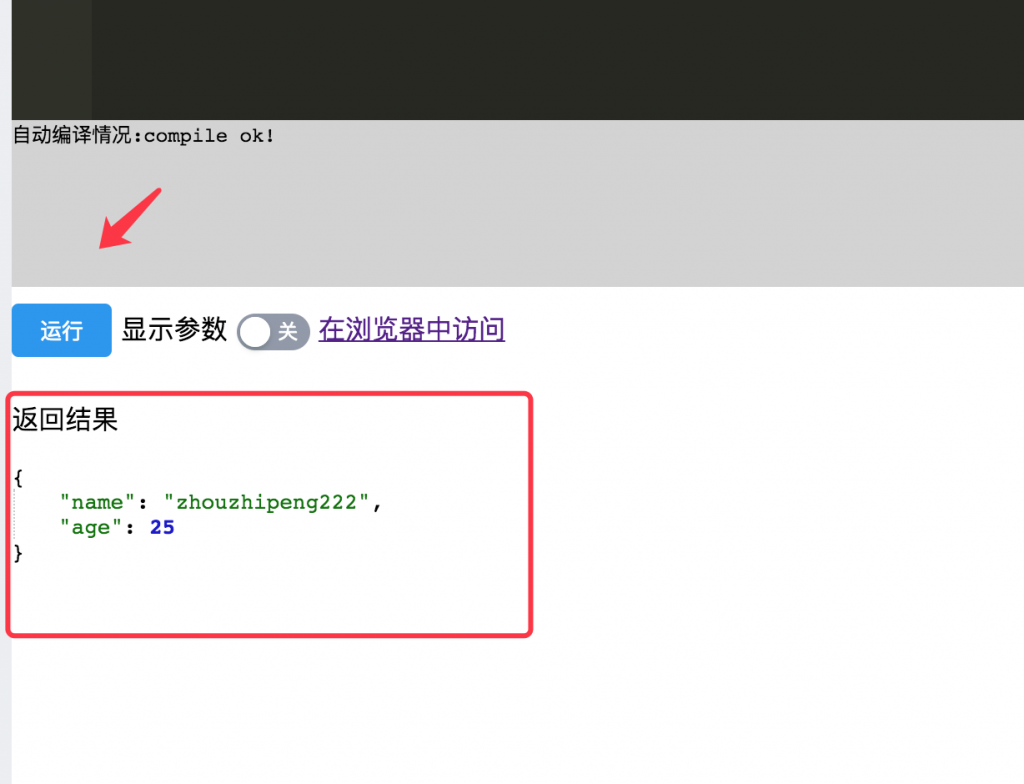 自动编译情况:compile ok!
运行 显示参数 关 在浏览器中访问
返回结果
{
"name": "zhouzhipeng222",
"age": 25
}